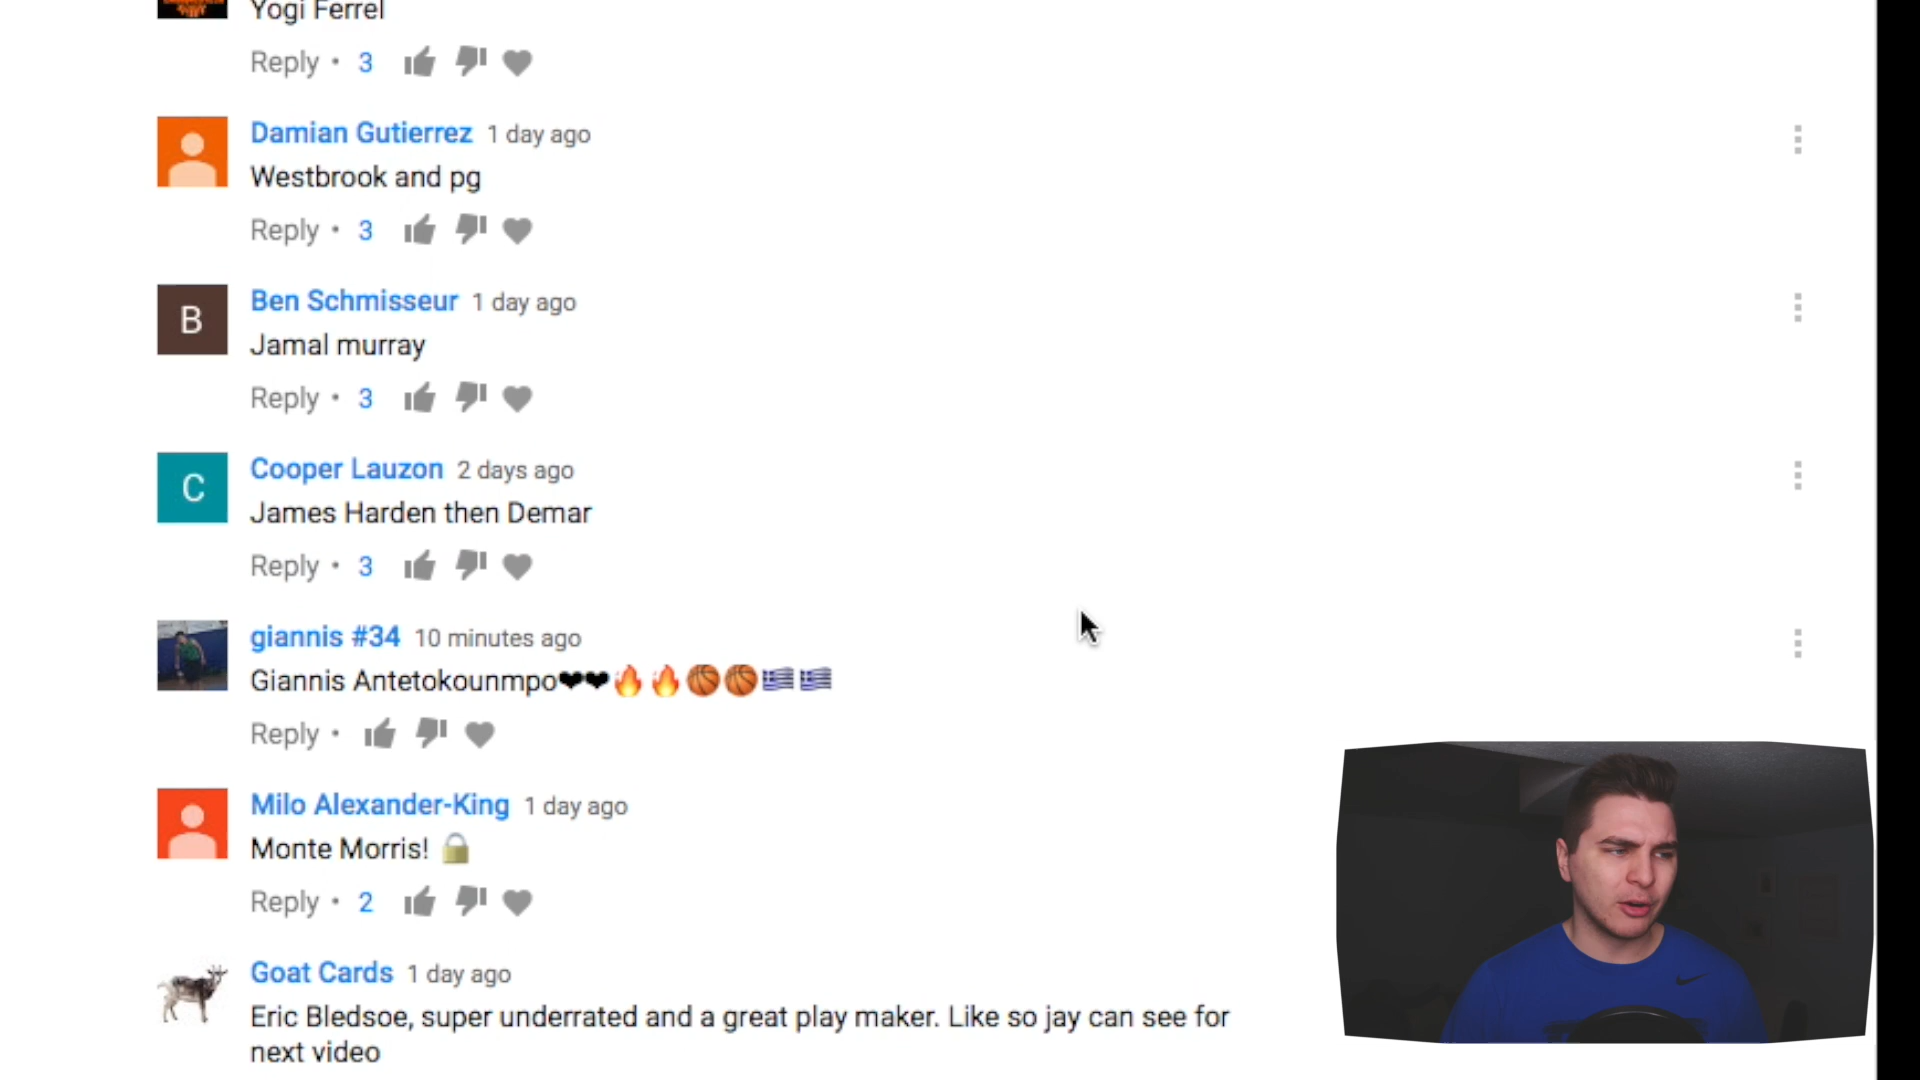 Yogi Ferrel
Reply • 3
Damian Gutierrez 1 day ago
Westbrook and pg
Reply • 3
B
Ben Schmisseur 1 day ago
Jamal murray
Reply • 3
C
Cooper Lauzon 2 days ago
James Harden then Demar
Reply • 3
giannis #34 10 minutes ago
Giannis Antetokounmpo❤❤🔥🔥🏀🏀🇬🇷🇬🇷
Reply •
Milo Alexander-King 1 day ago
Monte Morris! 🔒
Reply • 2
Goat Cards 1 day ago
Eric Bledsoe, super underrated and a great play maker. Like so jay can see for
next video